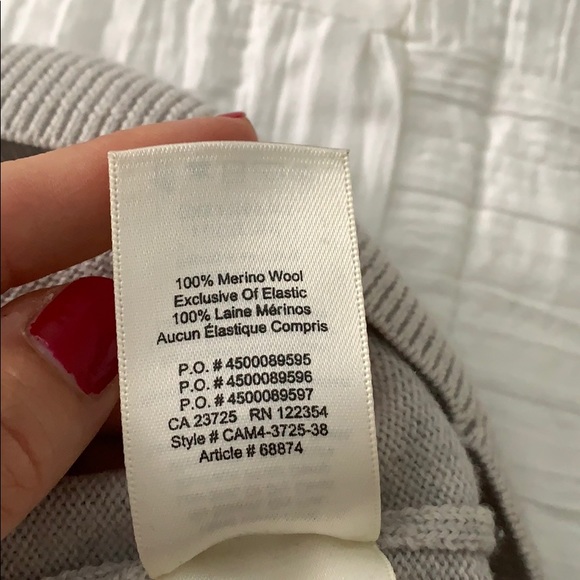 100% Merino Wool
Exclusive Of Elastic
100% Laine Mérinos
Aucun Élastique Compris
P.O. # 4500089595
P.O. # 4500089596
P.O. # 4500089597
CA 23725 RN 122354
Style # CAM4-3725-38
Article # 68874